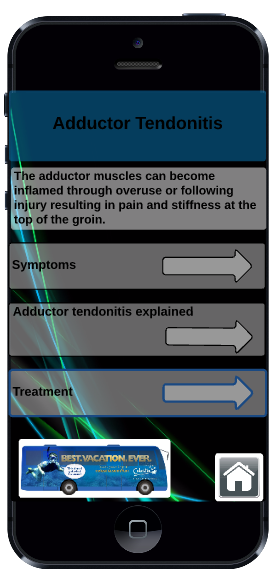 Adductor Tendonitis
The adductor muscles can become
inflamed through overuse or following
injury resulting in pain and stiffness at the
top of the groin.
Symptoms
Adductor tendonitis explained
Treatment
BEST. VACATION. EVER.